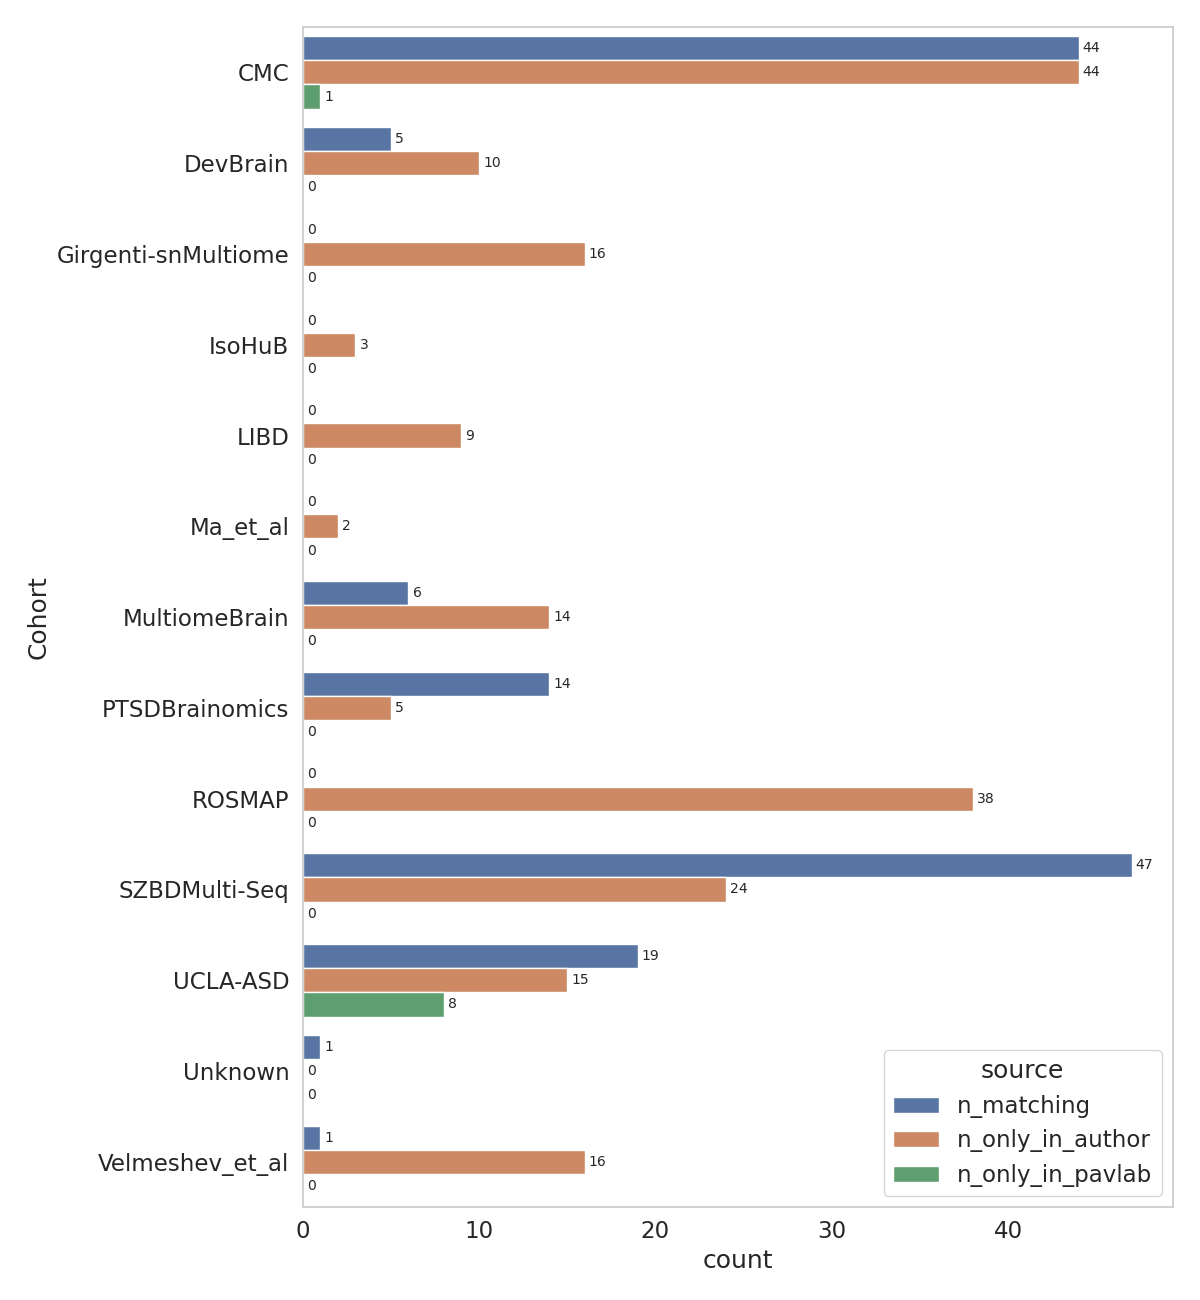 CMC
44
44
1
DevBrain
5
10
0
Girgenti-snMultiome
0
16
0
IsoHuB
0
3
0
LIBD
0
9
0
Ma_et_al
0
2
0
MultiomeBrain
6
14
0
PTSDBrainomics
14
5
0
ROSMAP
0
38
0
SZBDMulti-Seq
47
24
0
UCLA-ASD
19
15
8
Unknown
1
0
0
Velmeshev_et_al
1
16
0
Cohort
source
n_matching
n_only_in_author
n_only_in_pavlab
0 10 20 30 40
count